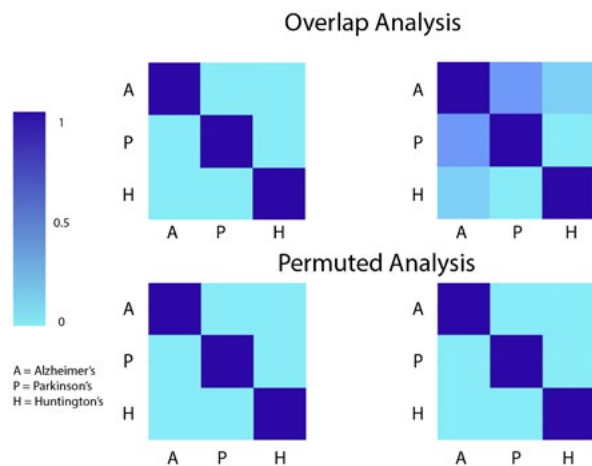 Overlap Analysis
A
P
H
A P H
A
P
H
A P H
1
0.5
0
Permuted Analysis
A
P
H
A P H
A
P
H
A P H
A = Alzheimer's
P = Parkinson's
H = Huntington's